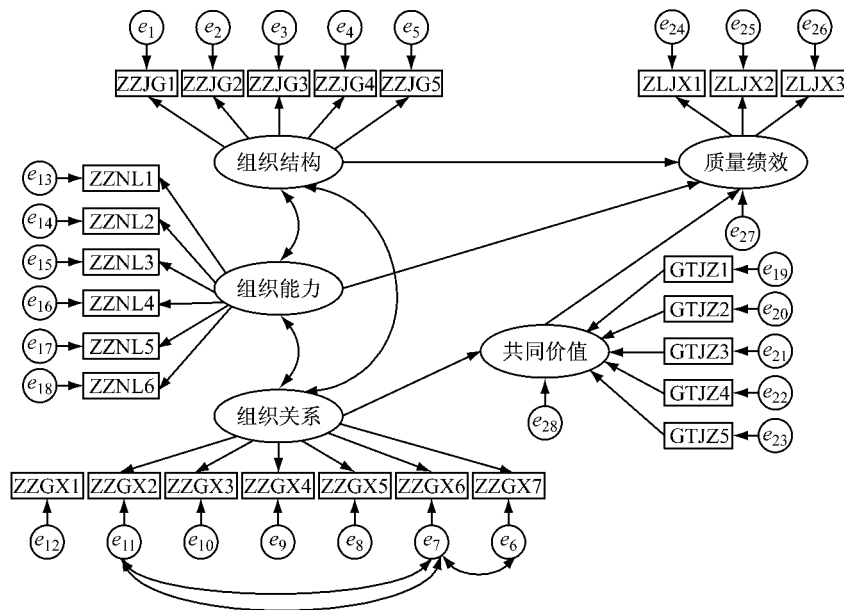 e1 e2 e3 e4 e5
e24 e25 e26
ZZJG1 ZZJG2 ZZJG3 ZZJG4 ZZJG5
ZLJX1 ZLJX2 ZLJX3
组织结构
质量绩效
e13 ZZNL1
e14 ZZNL2
e15 ZZNL3
e16 ZZNL4
e17 ZZNL5
e18 ZZNL6
组织能力
e27
GTJZ1 e19
GTJZ2 e20
GTJZ3 e21
GTJZ4 e22
GTJZ5 e23
共同价值
e28
组织关系
ZZGX1 ZZGX2 ZZGX3 ZZGX4 ZZGX5 ZZGX6 ZZGX7
e12 e11 e10 e9 e8 e7 e6